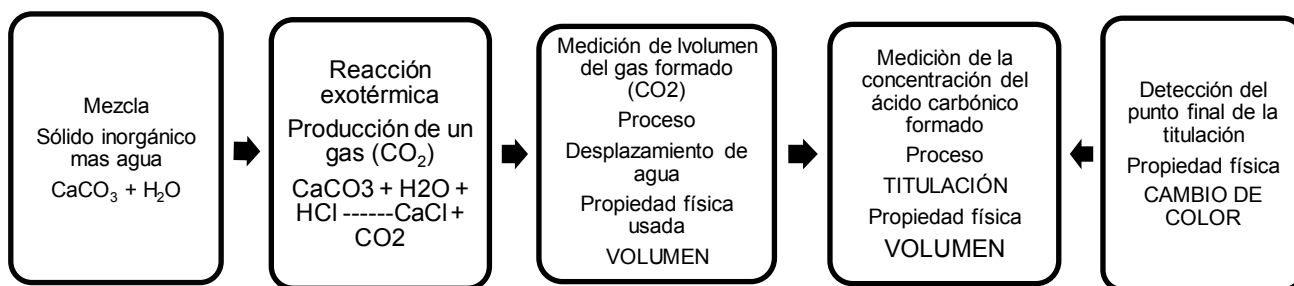 Mezcla
Sólido inorgánico
mas agua
CaCO₃ + H₂O
Reacción
exotérmica
Producción de un
gas (CO₂)
CaCO3 + H2O +
HCl ------CaCl +
CO2
Medición de lvolumen
del gas formado
(CO2)
Proceso
Desplazamiento de
agua
Propiedad física
usada
VOLUMEN
Mediciòn de la
concentración del
ácido carbónico
formado
Proceso
TITULACIÓN
Propiedad física
VOLUMEN
Detección del
punto final de la
titulación
Propiedad física
CAMBIO DE
COLOR